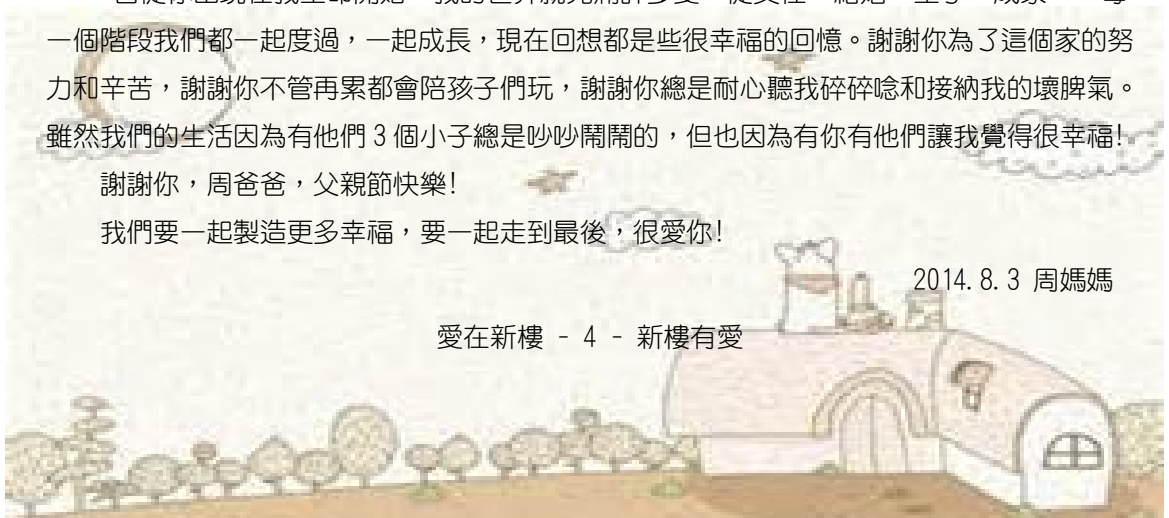 一個階段我們都一起度過，一起成長，現在回想都是些很幸福的回憶。謝謝你為了這個家的努
力和辛苦，謝謝你不管再累都會陪孩子們玩，謝謝你總是耐心聽我碎碎唸和接納我的壞脾氣。
雖然我們的生活因為有他們 3 個小子總是吵吵鬧鬧的，但也因為有你有他們讓我覺得很幸福!
謝謝你，周爸爸，父親節快樂!
我們要一起製造更多幸福，要一起走到最後，很愛你!
2014.8.3 周媽媽
愛在新樓 - 4 - 新樓有愛